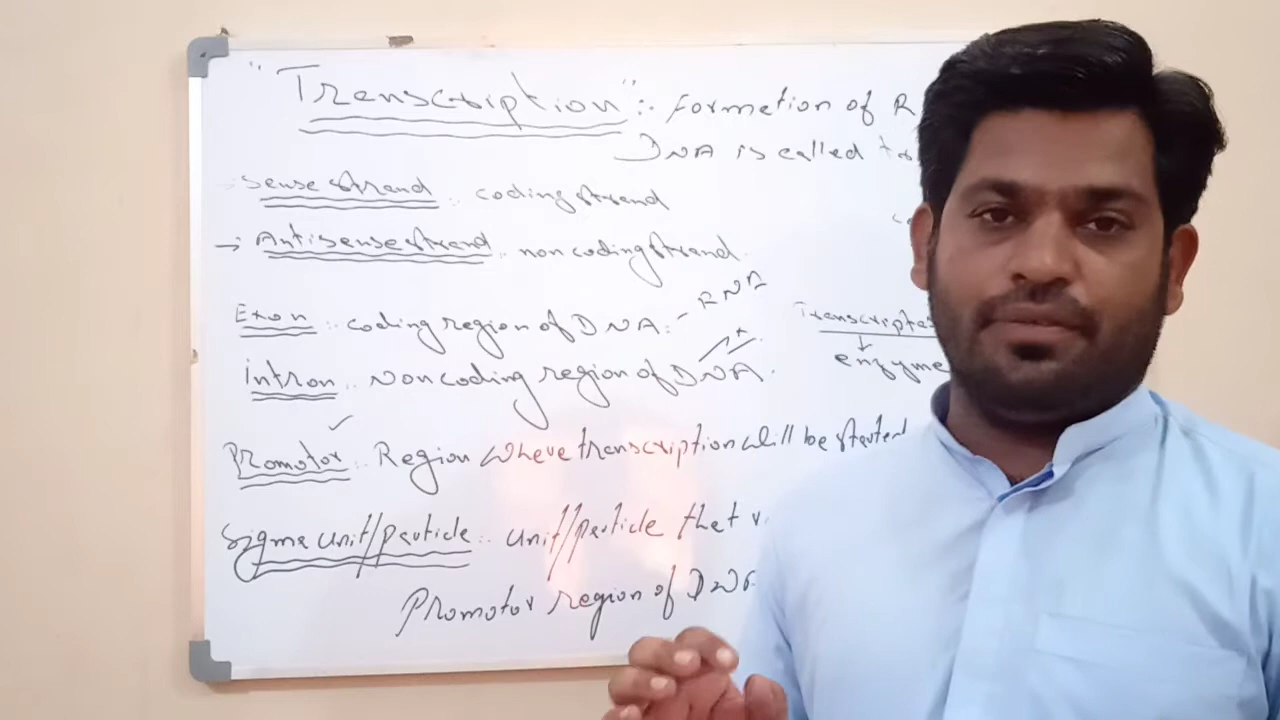 "Transcription":- Formation of R
DNA is called
Sense strand :- coding strand
→ Antisense strand :- non coding strand.
Exon :- coding region of DNA:- RNA
Transcripta
enzyme
intron :- Non coding region of DNA.
Promotor :- Region where transcription will be started
Sigma unit/particle :- unit/particle that
Promotor region of DNA